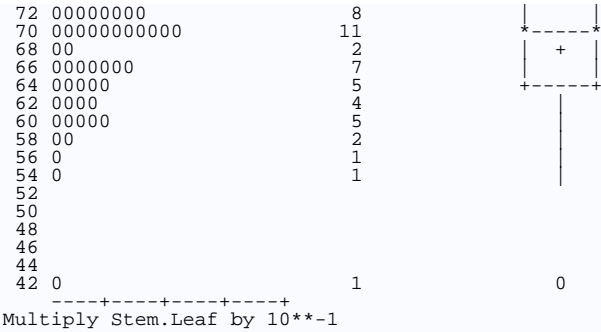 72 00000000                     8             |     |
70 00000000000                 11             *-----*
68 00                           2             |  +  |
66 0000000                      7             |     |
64 00000                        5             +-----+
62 0000                         4                |
60 00000                        5                |
58 00                           2                |
56 0                            1                |
54 0                            1                |
52
50
48
46
44
42 0                            1                0
----+----+----+----+
Multiply Stem.Leaf by 10**-1